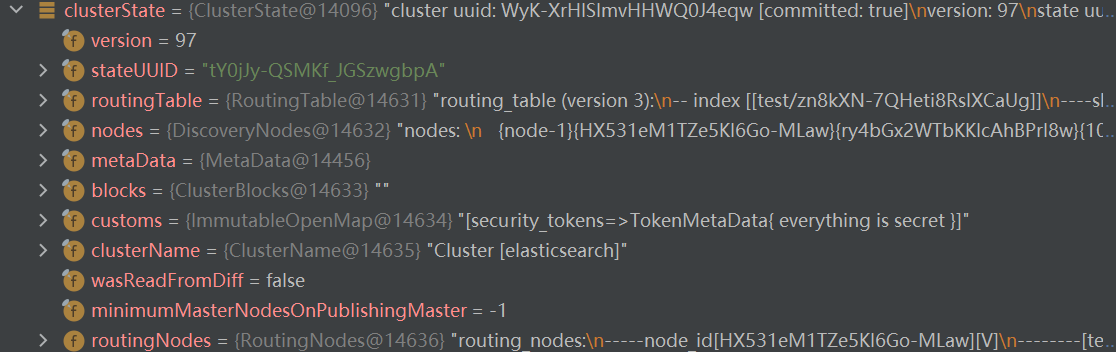 clusterState = {ClusterState@14096} "cluster uuid: WyK-XrHISlmvHHWQ0J4eqw [committed: true]\nversion: 97\nstate uu...
version = 97
stateUUID = "tY0jJy-QSMKf_JGSzwgbpA"
routingTable = {RoutingTable@14631} "routing_table (version 3):\n-- index [[test/zn8kXN-7QHeti8RslXCaUg]]\n----sl...
nodes = {DiscoveryNodes@14632} "nodes: \n   {node-1}{HX531eM1TZe5Kl6Go-MLaw}{ry4bGx2WTbKKlcAhBPrI8w}{10...
metaData = {MetaData@14456}
blocks = {ClusterBlocks@14633} ""
customs = {ImmutableOpenMap@14634} "[security_tokens=>TokenMetaData{ everything is secret }]"
clusterName = {ClusterName@14635} "Cluster [elasticsearch]"
wasReadFromDiff = false
minimumMasterNodesOnPublishingMaster = -1
routingNodes = {RoutingNodes@14636} "routing_nodes:\n-----node_id[HX531eM1TZe5Kl6Go-MLaw][V]\n--------[te...